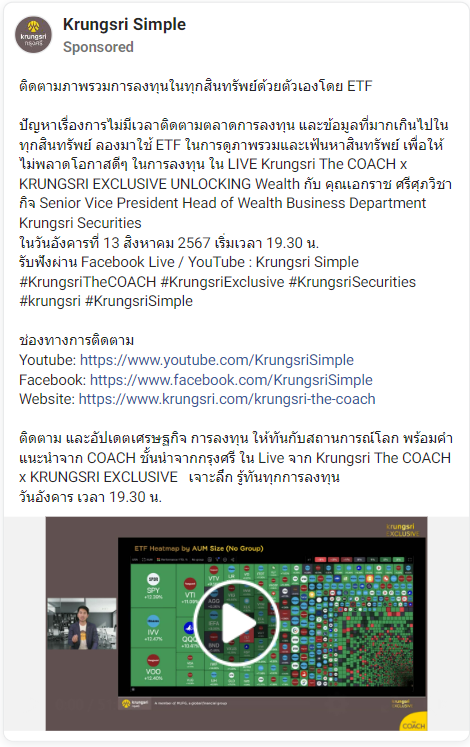 Krungsri Simple
Sponsored
krungsri
กรุงศรี
ติดตามภาพรวมการลงทุนในทุกสินทรัพย์ด้วยตัวเองโดย ETF
ปัญหาเรื่องการไม่มีเวลาติดตามตลาดการลงทุน และข้อมูลที่มากเกินไปใน
ทุกสินทรัพย์ ลองมาใช้ ETF ในการดูภาพรวมและเฟ้นหาสินทรัพย์ เพื่อให้
ไม่พลาดโอกาสดีๆ ในการลงทุน ใน LIVE Krungsri The COACH x
KRUNGSRI EXCLUSIVE UNLOCKING Wealth กับ คุณเอกราช ศรีศุภวิชา
กิจ Senior Vice President Head of Wealth Business Department
Krungsri Securities
ในวันอังคารที่ 13 สิงหาคม 2567 เริ่มเวลา 19.30 น.
รับฟังผ่าน Facebook Live / YouTube : Krungsri Simple
#KrungsriTheCOACH #KrungsriExclusive #KrungsriSecurities
#krungsri #KrungsriSimple
ช่องทางการติดตาม
Youtube: https://www.youtube.com/KrungsriSimple
Facebook: https://www.facebook.com/KrungsriSimple
Website: https://www.krungsri.com/krungsri-the-coach
ติดตาม และอัปเดตเศรษฐกิจ การลงทุน ให้ทันกับสถานการณ์โลก พร้อมคำ
แนะนำจาก COACH ชั้นนำจากกรุงศรี ใน Live จาก Krungsri The COACH
x KRUNGSRI EXCLUSIVE เจาะลึก รู้ทันทุกการลงทุน
วันอังคาร เวลา 19.30 น.
krungsri
EXCLUSIVE
ETF Heatmap by AUM Size (No Group)
SPY
+12.30%
VTI
VTV
IVV
+12.47%
QQQ
AGG
BND
VOO
+12.40%
krungsri
A member of MUFG, a global financial group
krungsri
COACH